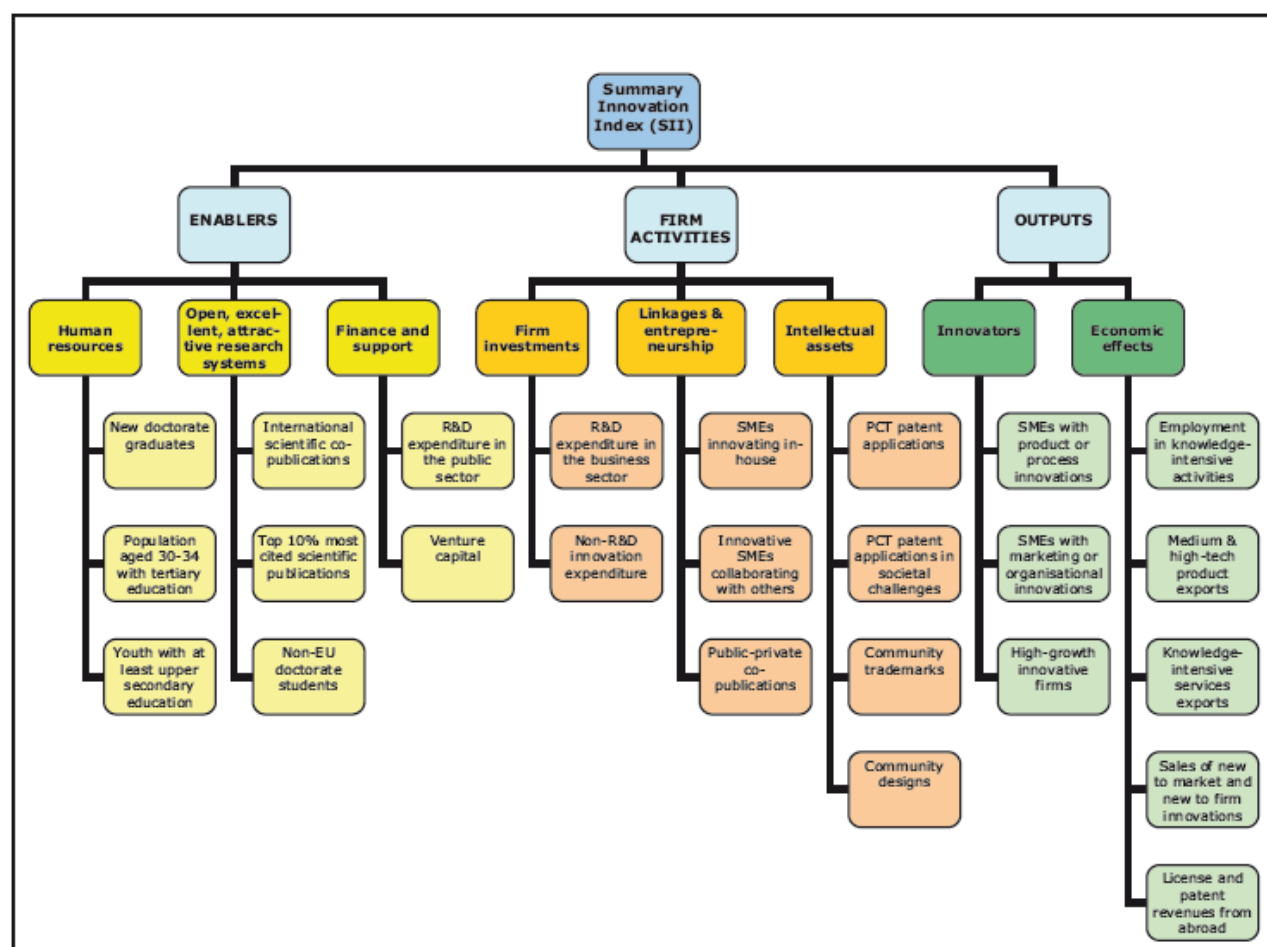 Summary
Innovation
Index (SII)
ENABLERS
FIRM
ACTIVITIES
OUTPUTS
Human
resources
Open, excel-
lent, attrac-
tive research
systems
Finance and
support
Firm
investments
Linkages &
entrepre-
neurship
Intellectual
assets
Innovators
Economic
effects
New doctorate
graduates
International
scientific co-
publications
R&D
expenditure in
the public
sector
R&D
expenditure in
the business
sector
SMEs
innovating in-
house
PCT patent
applications
SMEs with
product or
process
innovations
Employment
in knowledge-
intensive
activities
Population
aged 30-34
with tertiary
education
Top 10% most
cited scientific
publications
Venture
capital
Non-R&D
innovation
expenditure
Innovative
SMEs
collaborating
with others
PCT patent
applications in
societal
challenges
SMEs with
marketing or
organisational
innovations
Medium &
high-tech
product
exports
Youth with at
least upper
secondary
education
Non-EU
doctorate
students
Public-private
co-
publications
Community
trademarks
High-growth
innovative
firms
Knowledge-
intensive
services
exports
Community
designs
Sales of new
to market and
new to firm
innovations
License and
patent
revenues from
abroad